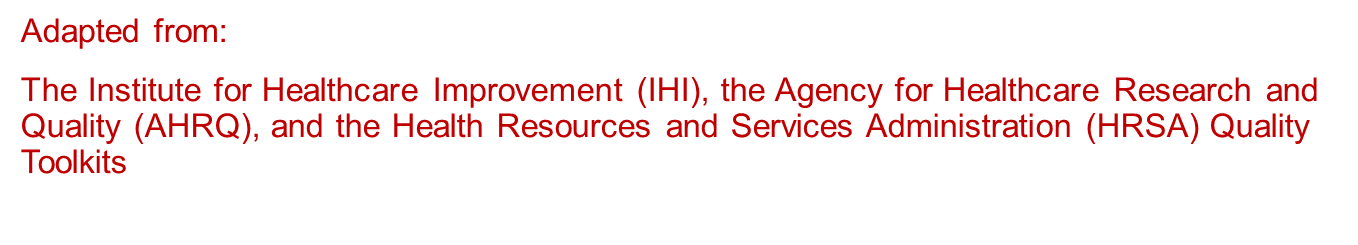 Adapted from:
The Institute for Healthcare Improvement (IHI), the Agency for Healthcare Research and
Quality (AHRQ), and the Health Resources and Services Administration (HRSA) Quality
Toolkits